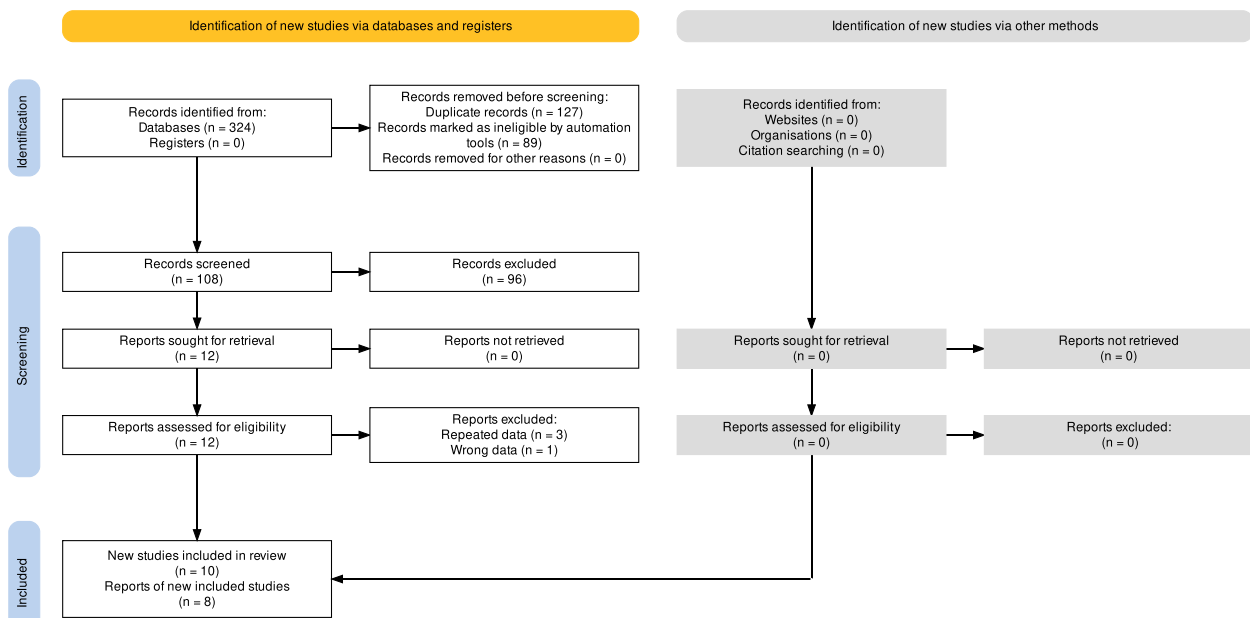 Identification of new studies via databases and registers
Identification of new studies via other methods
Identification
Records identified from:
Databases (n = 324)
Registers (n = 0)
Records removed before screening:
Duplicate records (n = 127)
Records marked as ineligible by automation
tools (n = 89)
Records removed for other reasons (n = 0)
Records identified from:
Websites (n = 0)
Organisations (n = 0)
Citation searching (n = 0)
Screening
Records screened
(n = 108)
Records excluded
(n = 96)
Reports sought for retrieval
(n = 12)
Reports not retrieved
(n = 0)
Reports sought for retrieval
(n = 0)
Reports not retrieved
(n = 0)
Reports assessed for eligibility
(n = 12)
Reports excluded:
Repeated data (n = 3)
Wrong data (n = 1)
Reports assessed for eligibility
(n = 0)
Reports excluded:
(n = 0)
Included
New studies included in review
(n = 10)
Reports of new included studies
(n = 8)